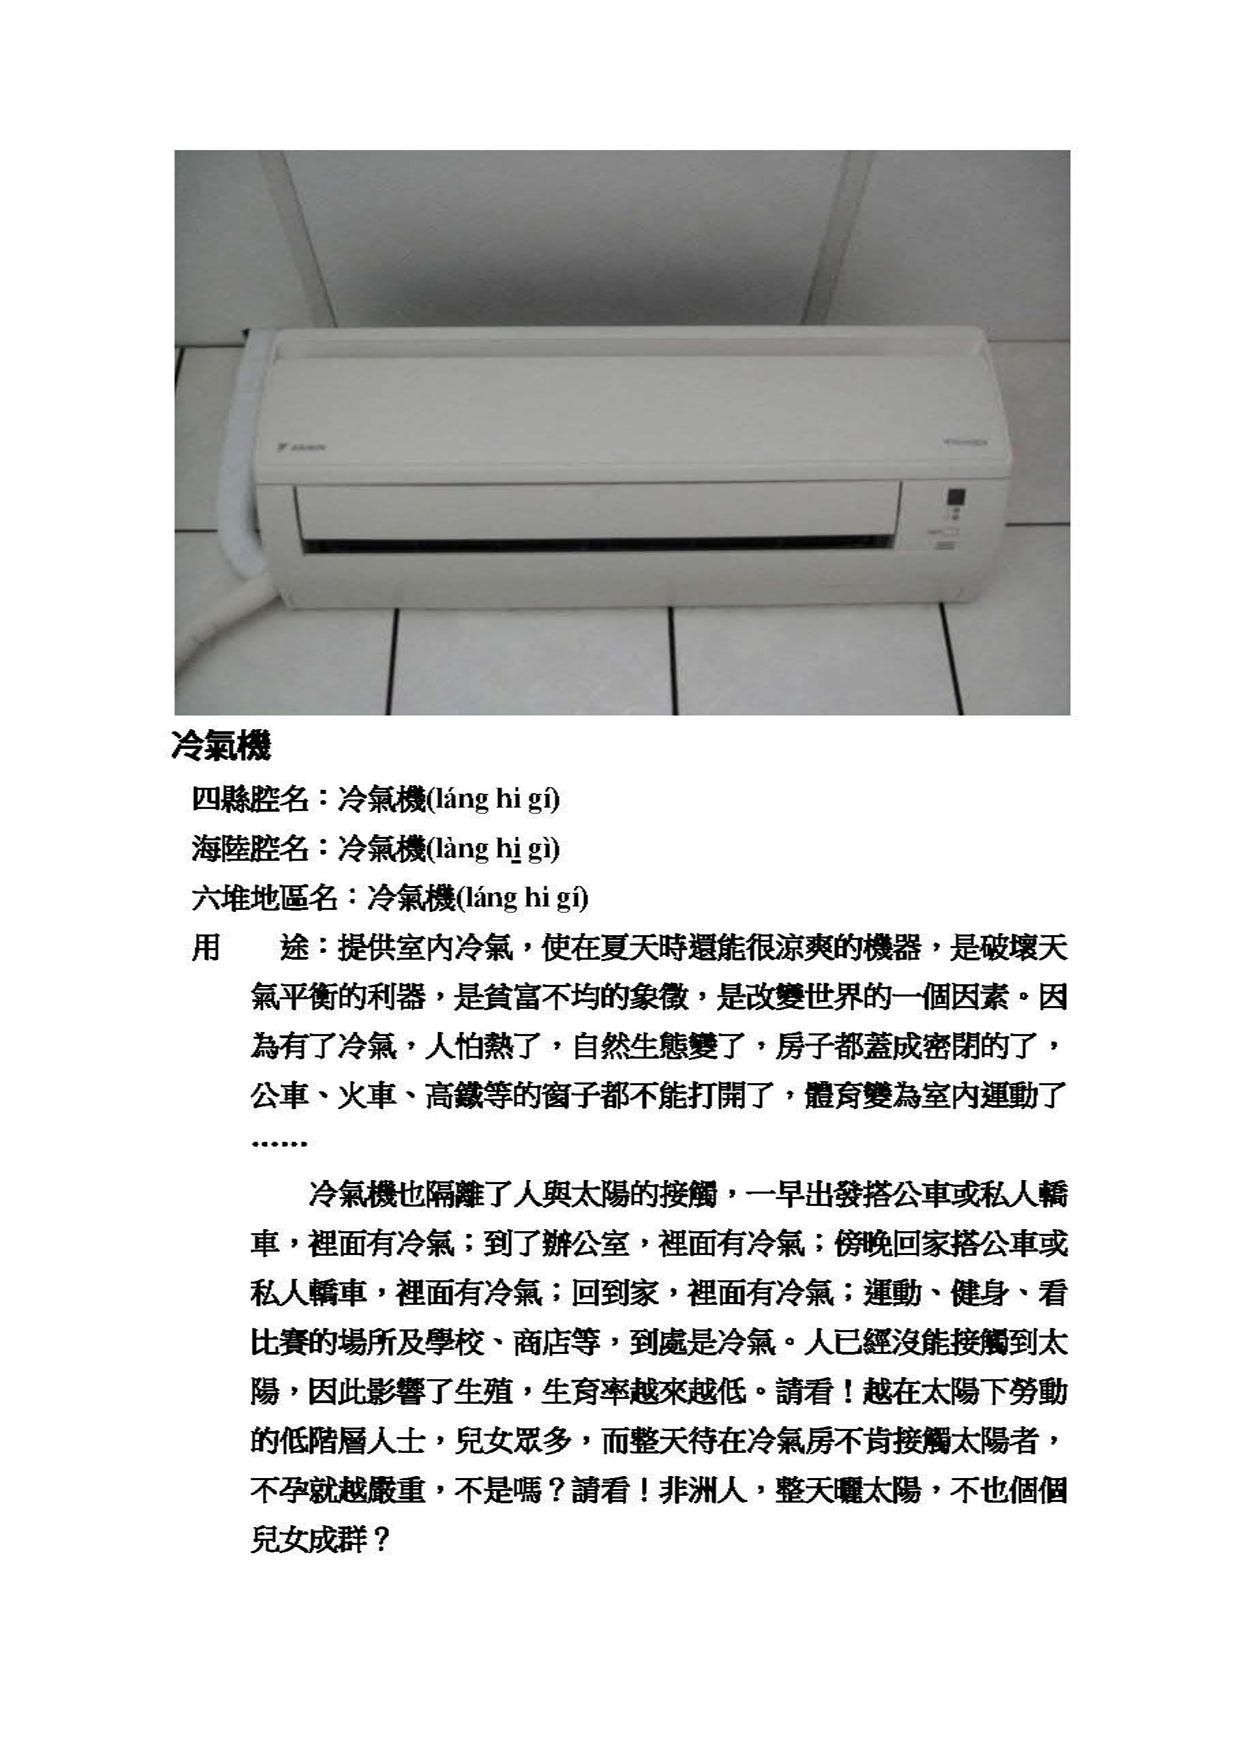 DAIKIN
冷氣機
四縣腔名：冷氣機(láng hi gí)
海陸腔名：冷氣機(làng hi gì)
六堆地區名：冷氣機(láng hi gí)
用　　途：提供室內冷氣，使在夏天時還能很涼爽的機器，是破壞天
氣平衡的利器，是貧富不均的象徵，是改變世界的一個因素。因
為有了冷氣，人怕熱了，自然生態變了，房子都蓋成密閉的了，
公車、火車、高鐵等的窗子都不能打開了，體育變為室內運動了
……
冷氣機也隔離了人與太陽的接觸，一早出發搭公車或私人轎
車，裡面有冷氣；到了辦公室，裡面有冷氣；傍晚回家搭公車或
私人轎車，裡面有冷氣；回到家，裡面有冷氣；運動、健身、看
比賽的場所及學校、商店等，到處是冷氣。人已經沒能接觸到太
陽，因此影響了生殖，生育率越來越低。請看！越在太陽下勞動
的低階層人士，兒女眾多，而整天待在冷氣房不肯接觸太陽者，
不孕就越嚴重，不是嗎？請看！非洲人，整天曬太陽，不也個個
兒女成群？